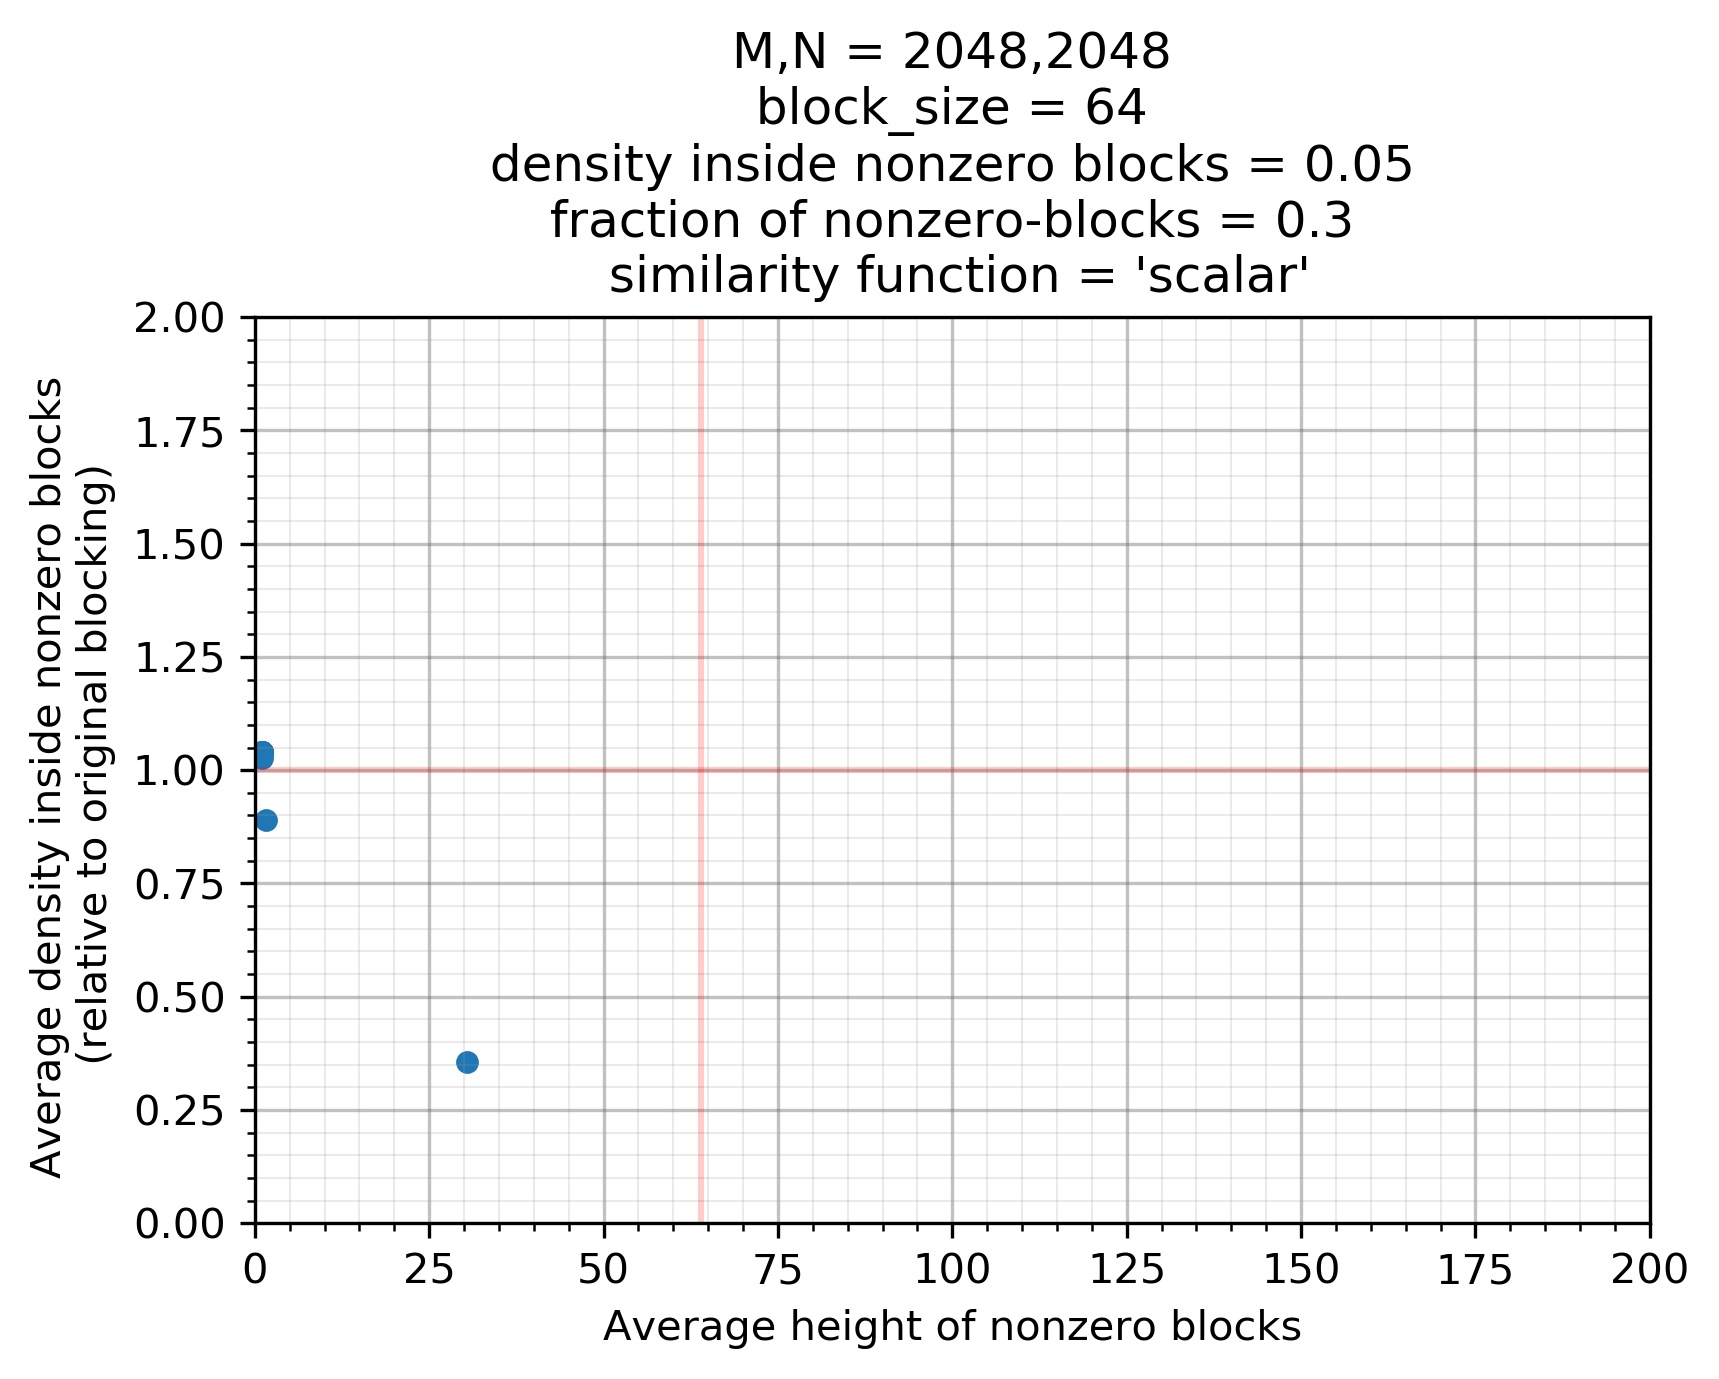 M,N = 2048,2048
block_size = 64
density inside nonzero blocks = 0.05
fraction of nonzero-blocks = 0.3
similarity function = 'scalar'
2.00
1.75
1.50
1.25
1.00
0.75
0.50
0.25
0.00
Average density inside nonzero blocks
(relative to original blocking)
0 25 50 75 100 125 150 175 200
Average height of nonzero blocks